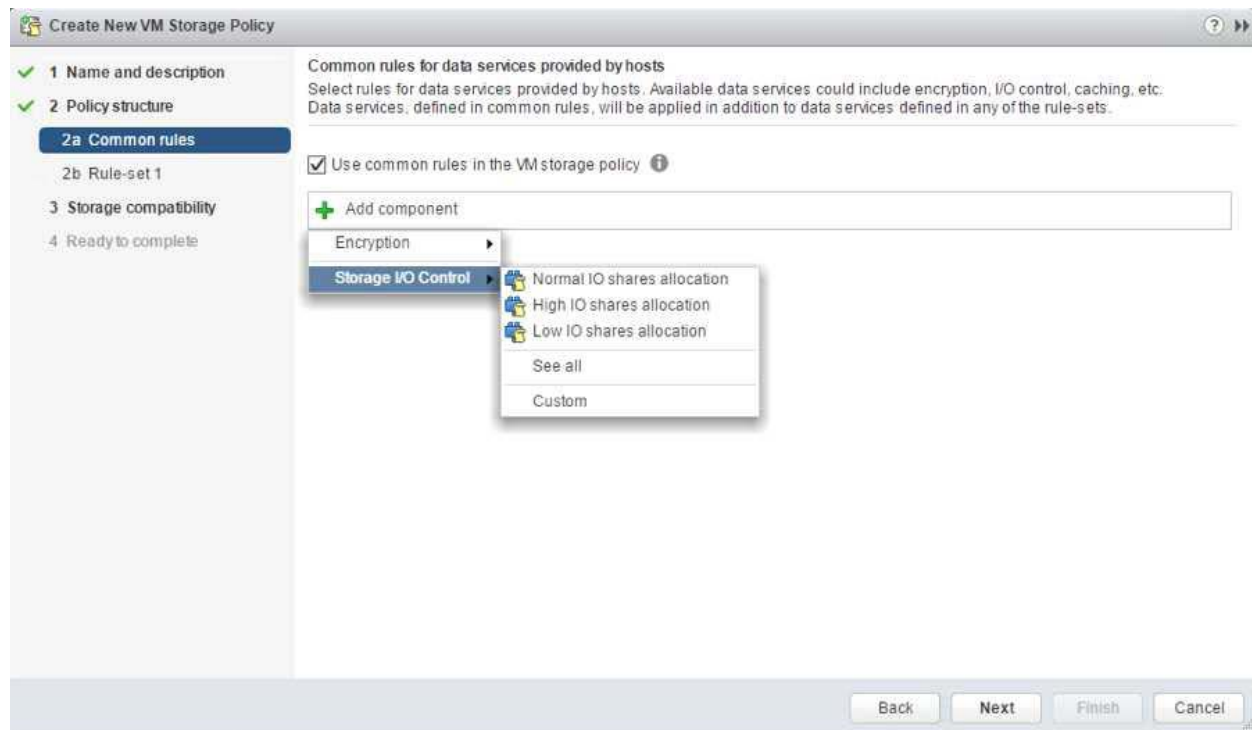 Create New VM Storage Policy
?
1 Name and description
2 Policy structure
2a Common rules
2b Rule-set 1
3 Storage compatibility
4 Ready to complete
Common rules for data services provided by hosts
Select rules for data services provided by hosts. Available data services could include encryption, I/O control, caching, etc.
Data services, defined in common rules, will be applied in addition to data services defined in any of the rule-sets.
Use common rules in the VM storage policy
Add component
Encryption
Storage I/O Control
Normal IO shares allocation
High IO shares allocation
Low IO shares allocation
See all
Custom
Back
Next
Finish
Cancel